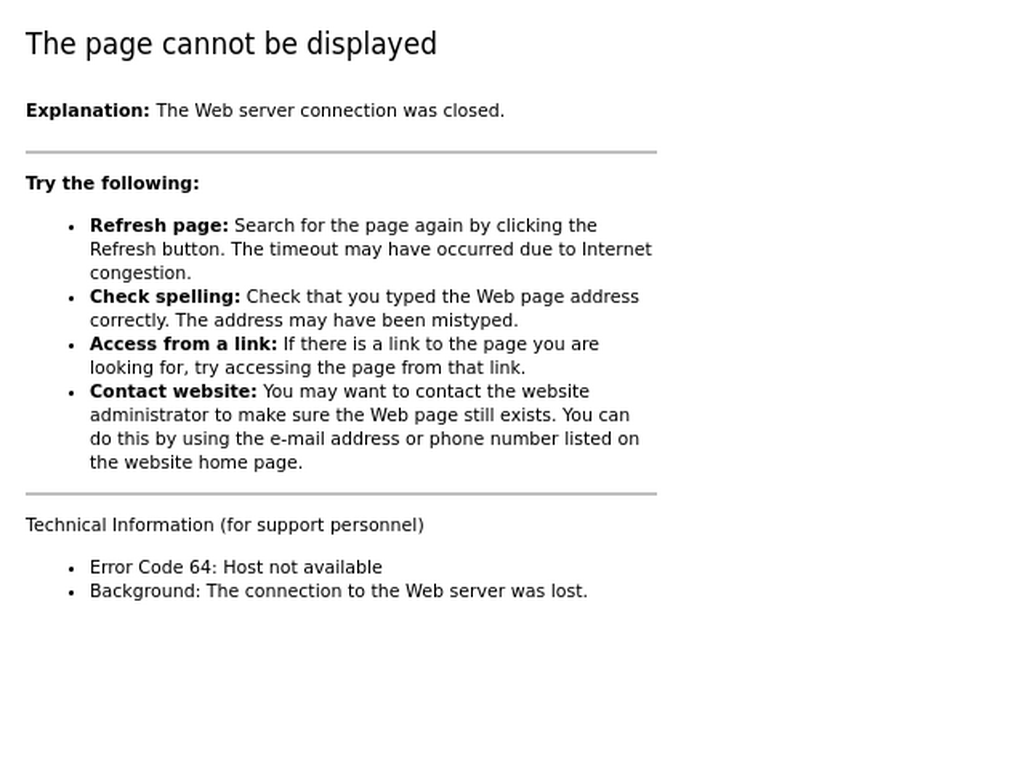 The page cannot be displayed
Explanation: The Web server connection was closed.
Try the following:
• Refresh page: Search for the page again by clicking the
Refresh button. The timeout may have occurred due to Internet
congestion.
• Check spelling: Check that you typed the Web page address
correctly. The address may have been mistyped.
• Access from a link: If there is a link to the page you are
looking for, try accessing the page from that link.
• Contact website: You may want to contact the website
administrator to make sure the Web page still exists. You can
do this by using the e-mail address or phone number listed on
the website home page.
Technical Information (for support personnel)
• Error Code 64: Host not available
• Background: The connection to the Web server was lost.